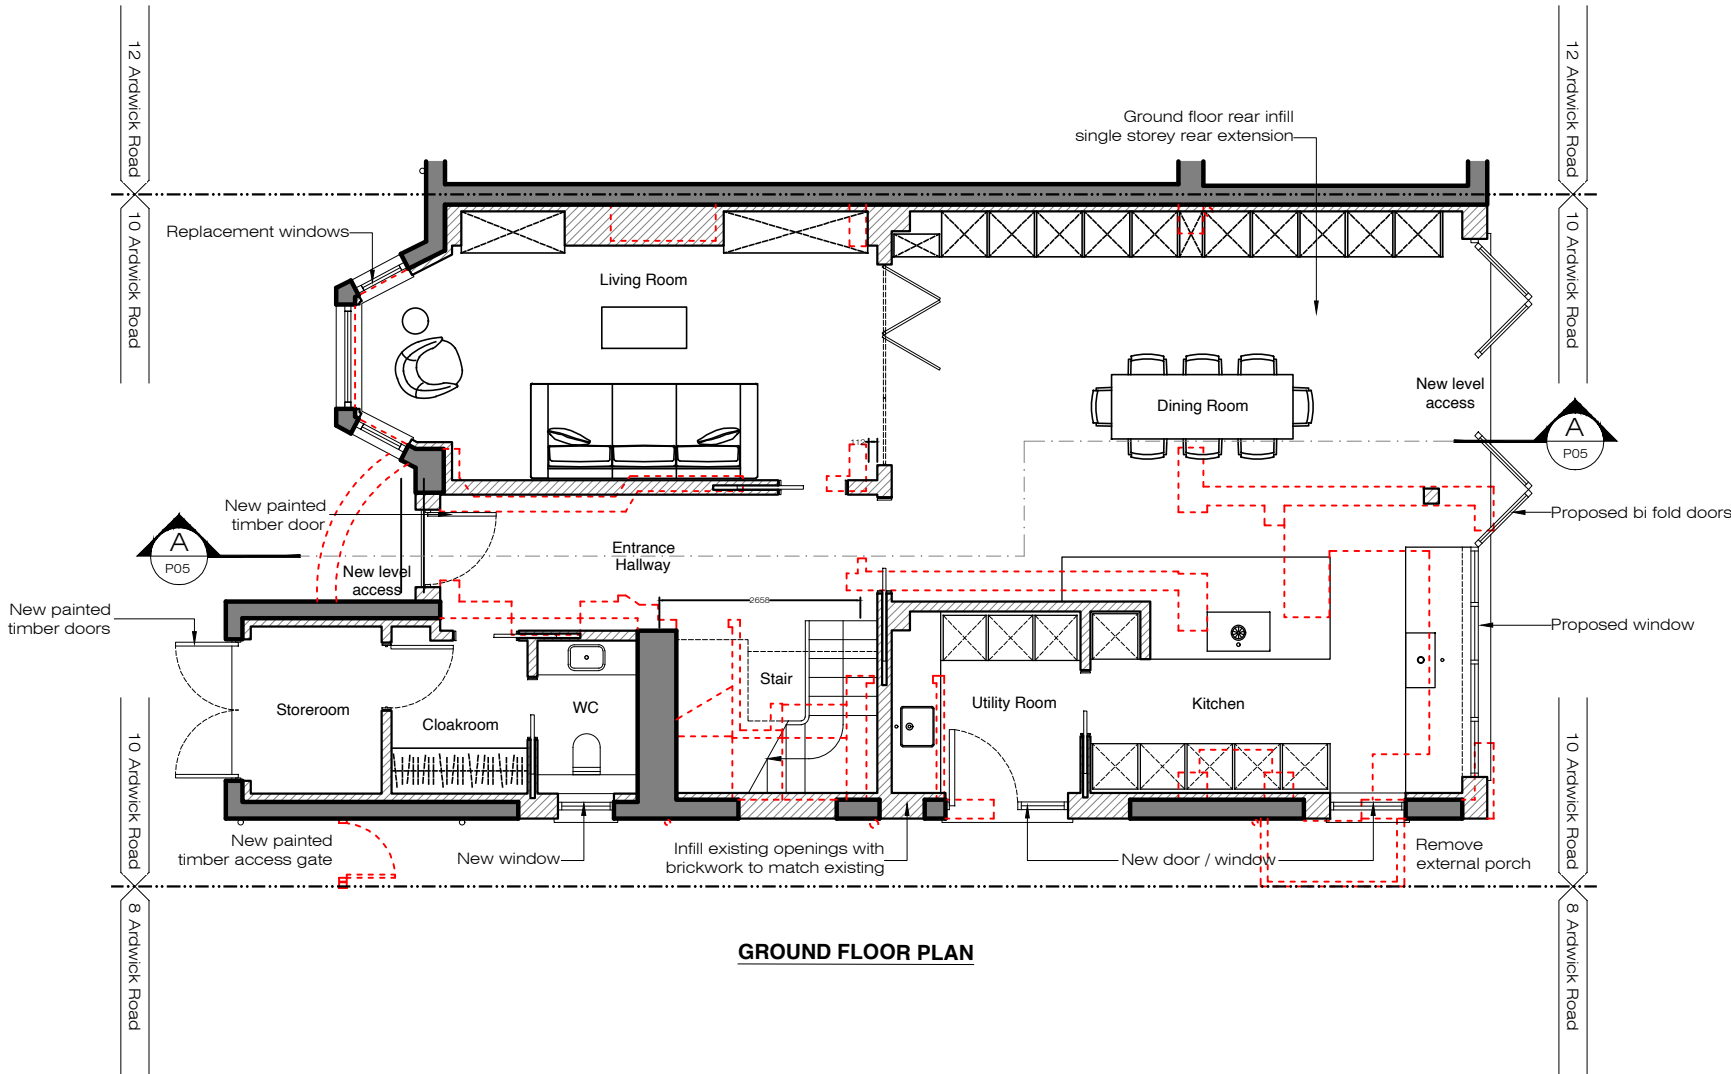 12 Ardwick Road
12 Ardwick Road
Ground floor rear infill
single storey rear extension
10 Ardwick Road
10 Ardwick Road
Replacement windows
Living Room
New level
access
Dining Room
A
P05
112
New painted
timber door
Proposed bi fold doors
A
P05
Entrance
Hallway
New level
access
2658
New painted
timber doors
Proposed window
Stair
Storeroom
Cloakroom
WC
Utility Room
Kitchen
10 Ardwick Road
10 Ardwick Road
New painted
timber access gate
New window
Infill existing openings with
brickwork to match existing
New door / window
Remove
external porch
8 Ardwick Road
8 Ardwick Road
GROUND FLOOR PLAN